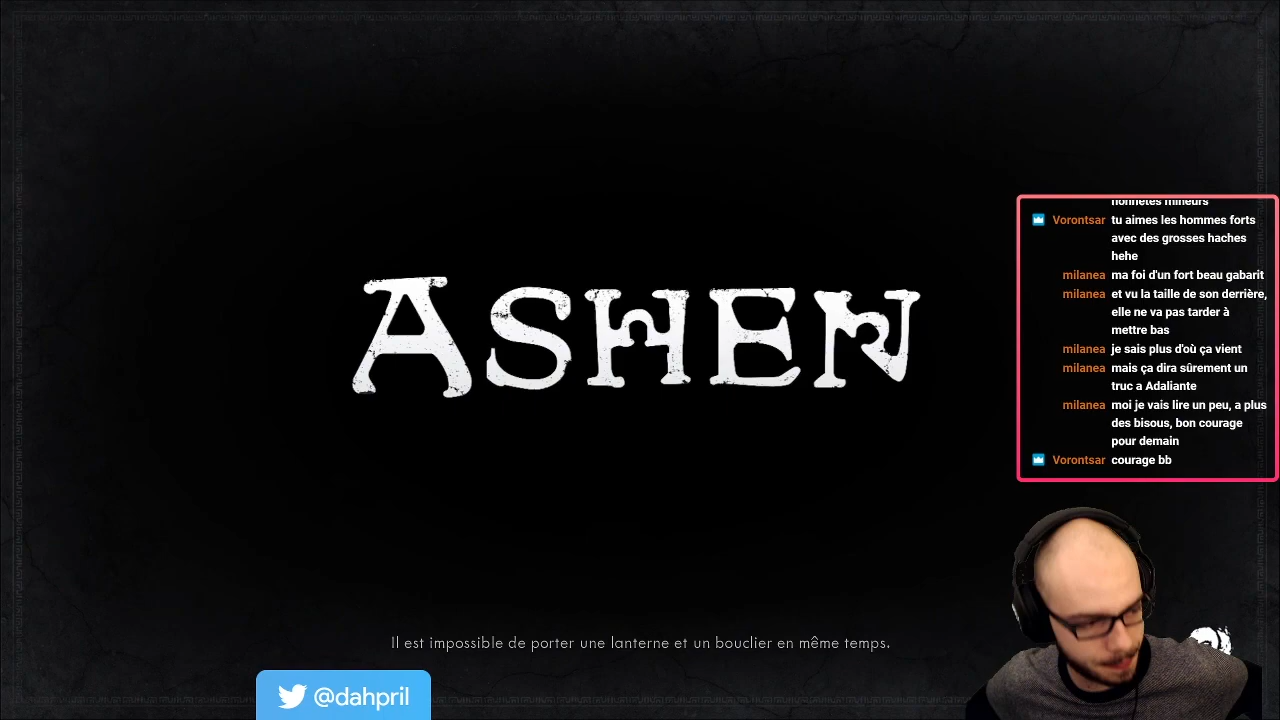 ASHEN
honnêtes mineurs
Vorontsar tu aimes les hommes forts
avec des grosses haches
hehe
milanea ma foi d'un fort beau gabarit
milanea et vu la taille de son derrière,
elle ne va pas tarder à
mettre bas
milanea je sais plus d'où ça vient
milanea mais ça dira sûrement un
truc a Adaliante
milanea moi je vais lire un peu, a plus
des bisous, bon courage
pour demain
Vorontsar courage bb
Il est impossible de porter une lanterne et un bouclier en même temps.
@dahpril